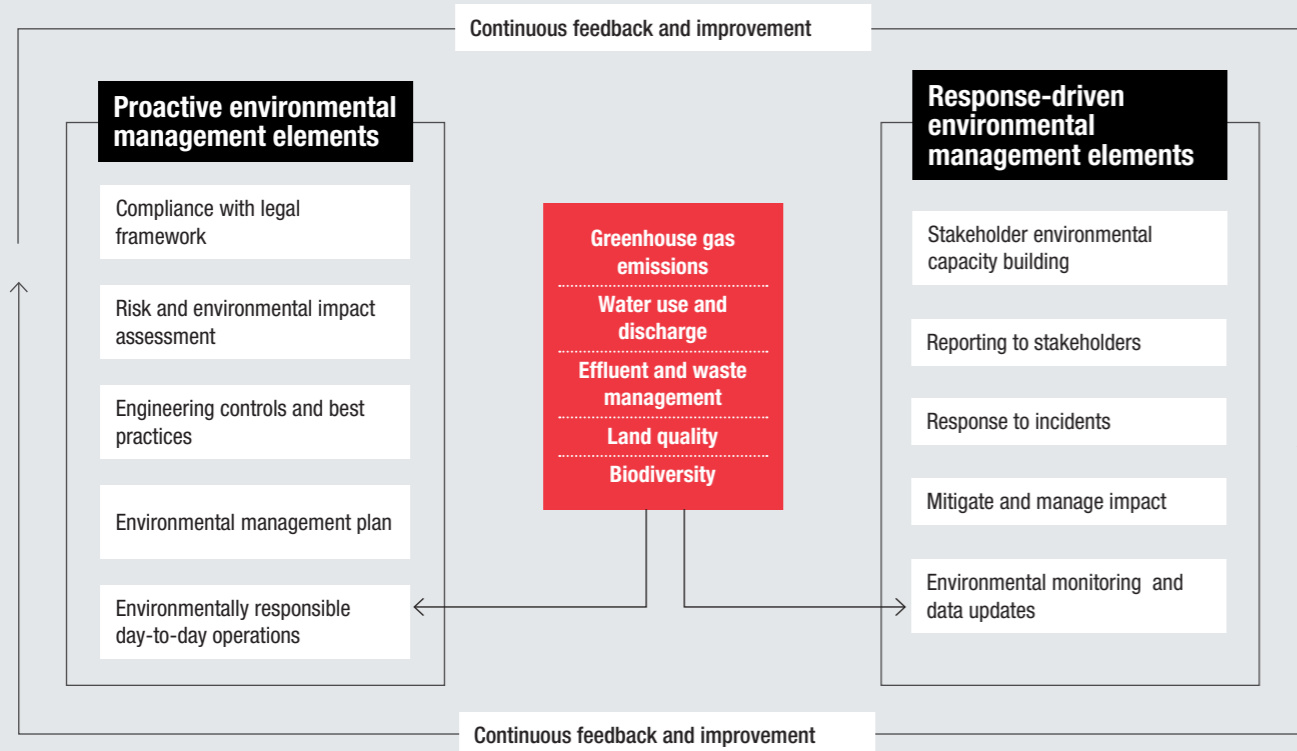 Continuous feedback and improvement
Proactive environmental
management elements
Compliance with legal
framework
Risk and environmental impact
assessment
Engineering controls and best
practices
Environmental management plan
Environmentally responsible
day-to-day operations
Greenhouse gas
emissions
Water use and
discharge
Effluent and waste
management
Land quality
Biodiversity
Response-driven
environmental
management elements
Stakeholder environmental
capacity building
Reporting to stakeholders
Response to incidents
Mitigate and manage impact
Environmental monitoring and
data updates
Continuous feedback and improvement